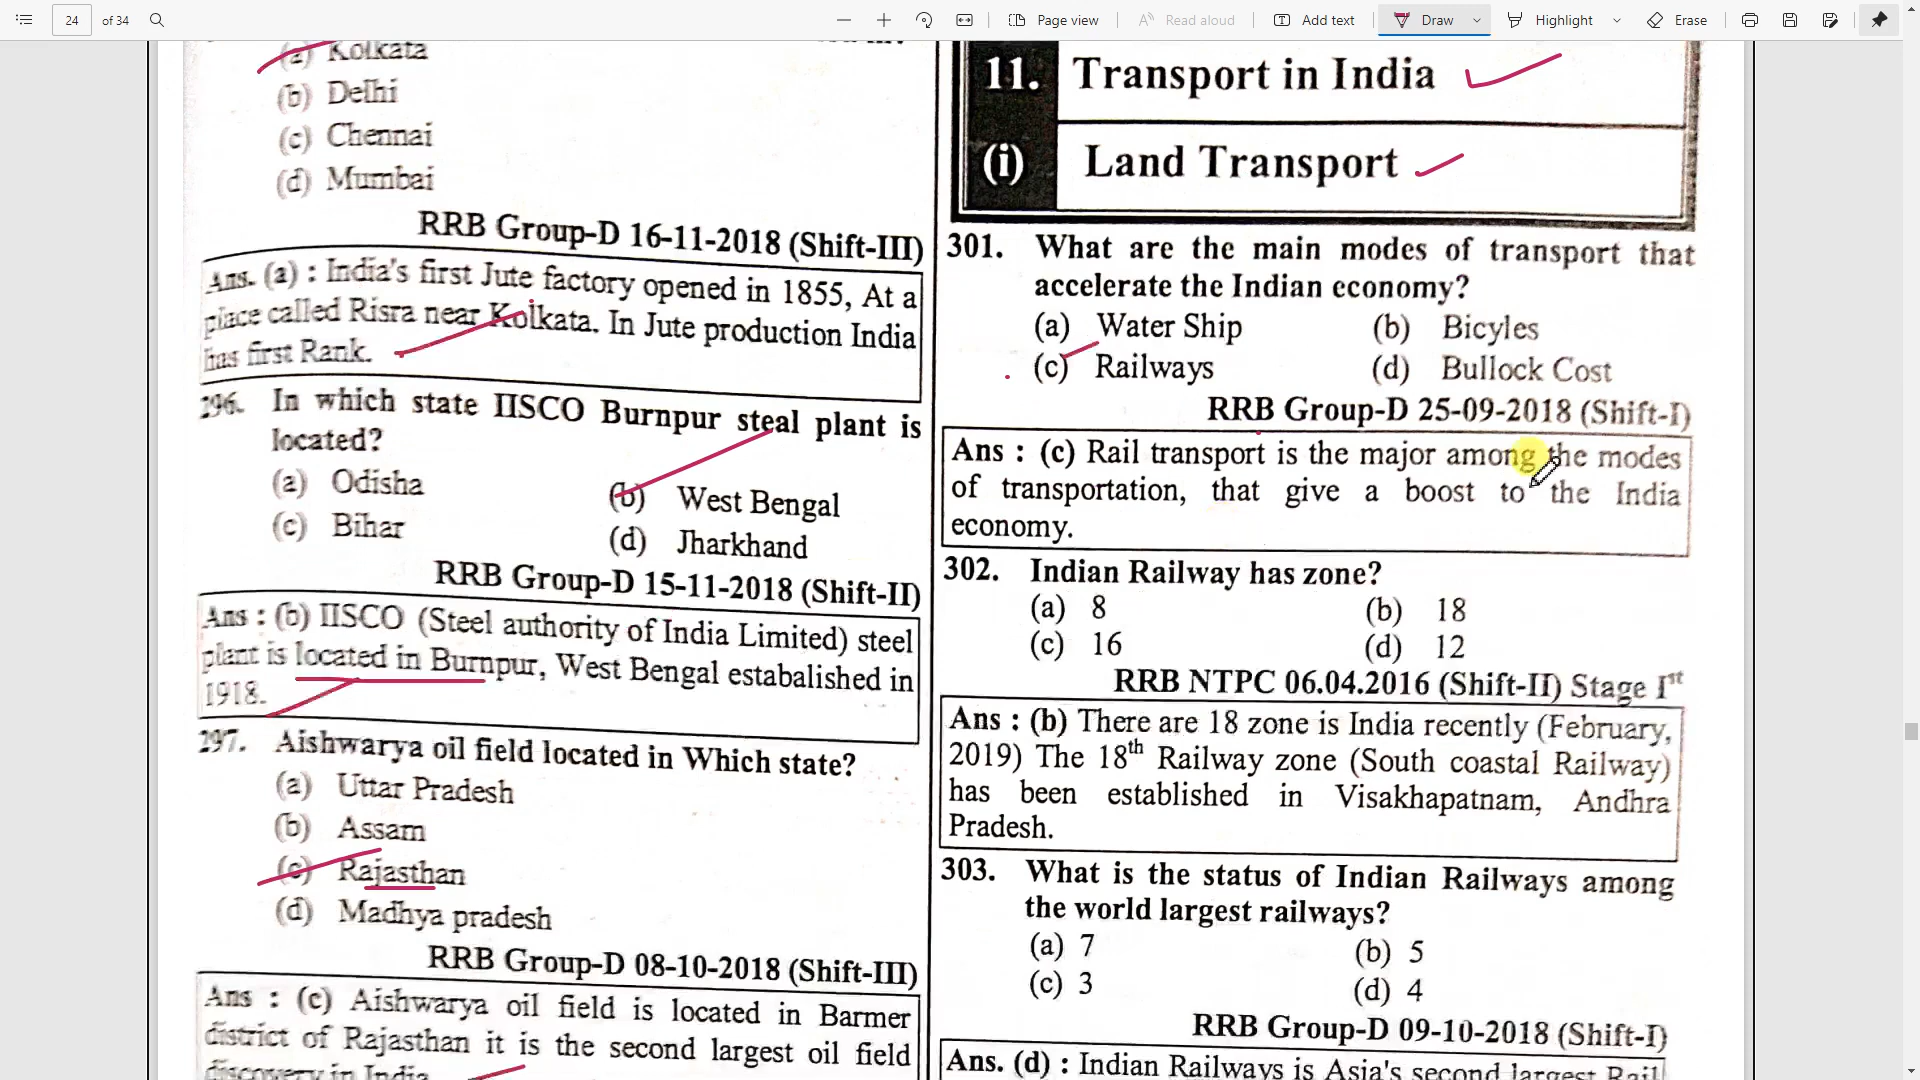 24 of 34
Page view
Read aloud
Add text
Draw
Highlight
Erase
(a) Kolkata
(b) Delhi
(c) Chennai
(d) Mumbai
RRB Group-D 16-11-2018 (Shift-III)
Ans. (a) : India's first Jute factory opened in 1855, At a
place called Risra near Kolkata. In Jute production India
has first Rank.
296. In which state IISCO Burnpur steal plant is
located?
(a) Odisha (b) West Bengal
(c) Bihar (d) Jharkhand
RRB Group-D 15-11-2018 (Shift-II)
Ans : (b) IISCO (Steel authority of India Limited) steel
plant is located in Burnpur, West Bengal estabalished in
1918.
297. Aishwarya oil field located in Which state?
(a) Uttar Pradesh
(b) Assam
(c) Rajasthan
(d) Madhya pradesh
RRB Group-D 08-10-2018 (Shift-III)
Ans : (c) Aishwarya oil field is located in Barmer
district of Rajasthan it is the second largest oil field
discovery in India.
11. Transport in India
(i) Land Transport
301. What are the main modes of transport that
accelerate the Indian economy?
(a) Water Ship (b) Bicyles
(c) Railways (d) Bullock Cost
RRB Group-D 25-09-2018 (Shift-I)
Ans : (c) Rail transport is the major among the modes
of transportation, that give a boost to the India
economy.
302. Indian Railway has zone?
(a) 8 (b) 18
(c) 16 (d) 12
RRB NTPC 06.04.2016 (Shift-II) Stage Ist
Ans : (b) There are 18 zone is India recently (February,
2019) The 18th Railway zone (South coastal Railway)
has been established in Visakhapatnam, Andhra
Pradesh.
303. What is the status of Indian Railways among
the world largest railways?
(a) 7 (b) 5
(c) 3 (d) 4
RRB Group-D 09-10-2018 (Shift-I)
Ans. (d) : Indian Railways is Asia's second largest Rail